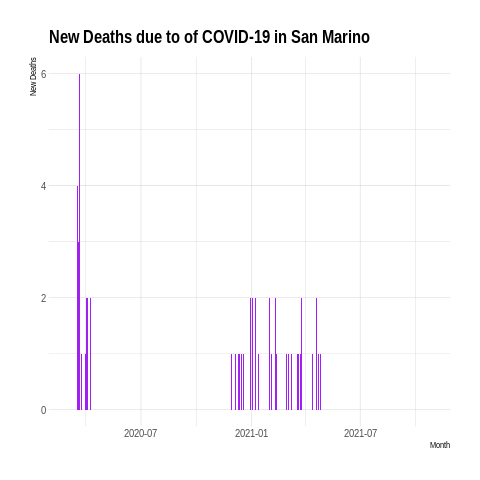 New Deaths due to of COVID-19 in San Marino
New Deaths
6
4
2
0
2020-07 2021-01 2021-07
Month